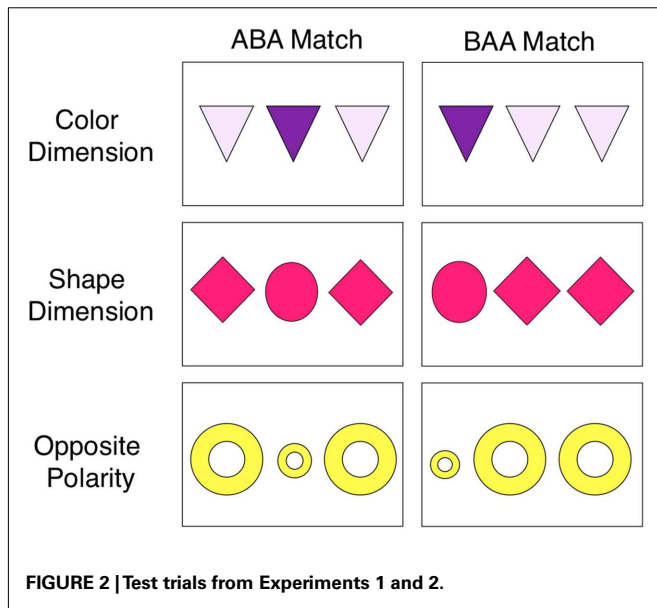 ABA Match
BAA Match
Color
Dimension
Shape
Dimension
Opposite
Polarity
FIGURE 2 | Test trials from Experiments 1 and 2.